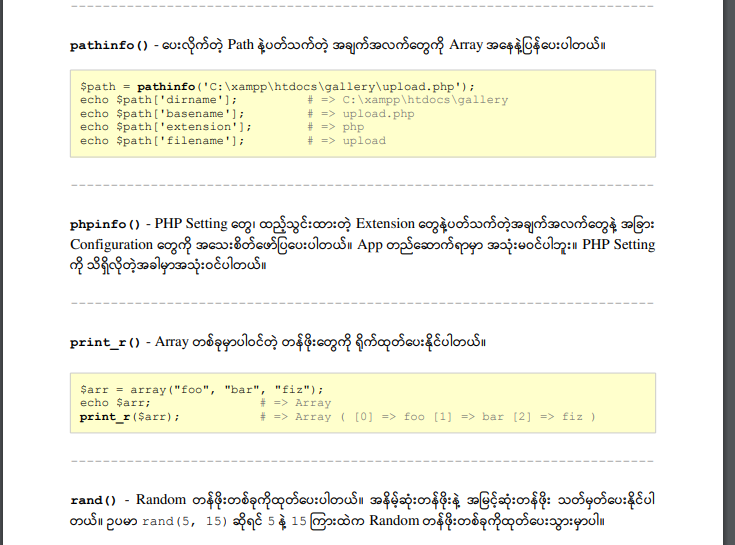 pathinfo() - ပေးလိုက်တဲ့ Path နဲ့ပတ်သက်တဲ့ အချက်အလက်တွေကို Array အနေနဲ့ပြန်ပေးပါတယ်။
$path = pathinfo('C:\xampp\htdocs\gallery\upload.php');
echo $path['dirname']; # => C:\xampp\htdocs\gallery
echo $path['basename']; # => upload.php
echo $path['extension']; # => php
echo $path['filename']; # => upload
phpinfo() - PHP Setting တွေ၊ ထည့်သွင်းထားတဲ့ Extension တွေနဲ့ပတ်သက်တဲ့အချက်အလက်တွေနဲ့ အခြား
Configuration တွေကို အသေးစိတ်ဖော်ပြပေးပါတယ်။ App တည်ဆောက်ရာမှာ အသုံးမဝင်ပါဘူး။ PHP Setting
ကို သိရှိလိုတဲ့အခါမှာအသုံးဝင်ပါတယ်။
print_r() - Array တစ်ခုမှာပါဝင်တဲ့ တန်ဖိုးတွေကို ရိုက်ထုတ်ပေးနိုင်ပါတယ်။
$arr = array("foo", "bar", "fiz");
echo $arr; # => Array
print_r($arr); # => Array ( [0] => foo [1] => bar [2] => fiz )
rand() - Random တန်ဖိုးတစ်ခုကိုထုတ်ပေးပါတယ်။ အနိမ့်ဆုံးတန်ဖိုးနဲ့ အမြင့်ဆုံးတန်ဖိုး သတ်မှတ်ပေးနိုင်ပါ
တယ်။ ဥပမာ rand(5, 15) ဆိုရင် 5 နဲ့ 15 ကြားထဲက Random တန်ဖိုးတစ်ခုကိုထုတ်ပေးသွားမှာပါ။